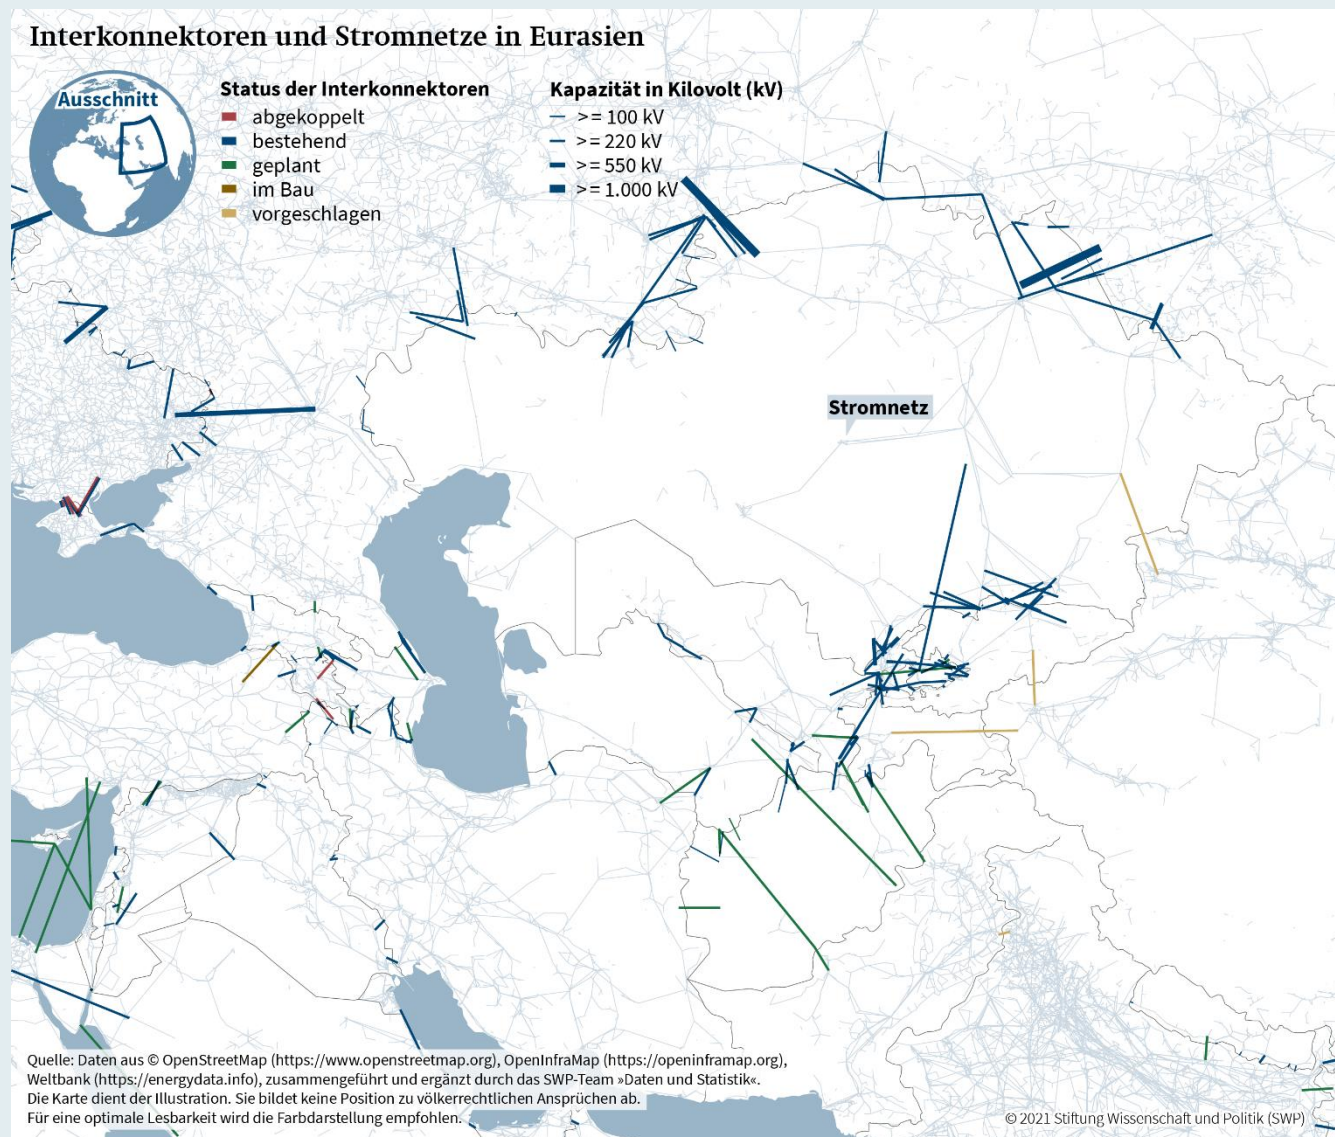 Interkonnektoren und Stromnetze in Eurasien
Ausschnitt
Status der Interkonnektoren
abgekoppelt
bestehend
geplant
im Bau
vorgeschlagen
Kapazität in Kilovolt (kV)
>= 100 kV
>= 220 kV
>= 550 kV
>= 1.000 kV
Stromnetz
Quelle: Daten aus © OpenStreetMap (https://www.openstreetmap.org), OpenInfraMap (https://openinframap.org),
Weltbank (https://energydata.info), zusammengeführt und ergänzt durch das SWP-Team »Daten und Statistik«.
Die Karte dient der Illustration. Sie bildet keine Position zu völkerrechtlichen Ansprüchen ab.
Für eine optimale Lesbarkeit wird die Farbdarstellung empfohlen.
© 2021 Stiftung Wissenschaft und Politik (SWP)